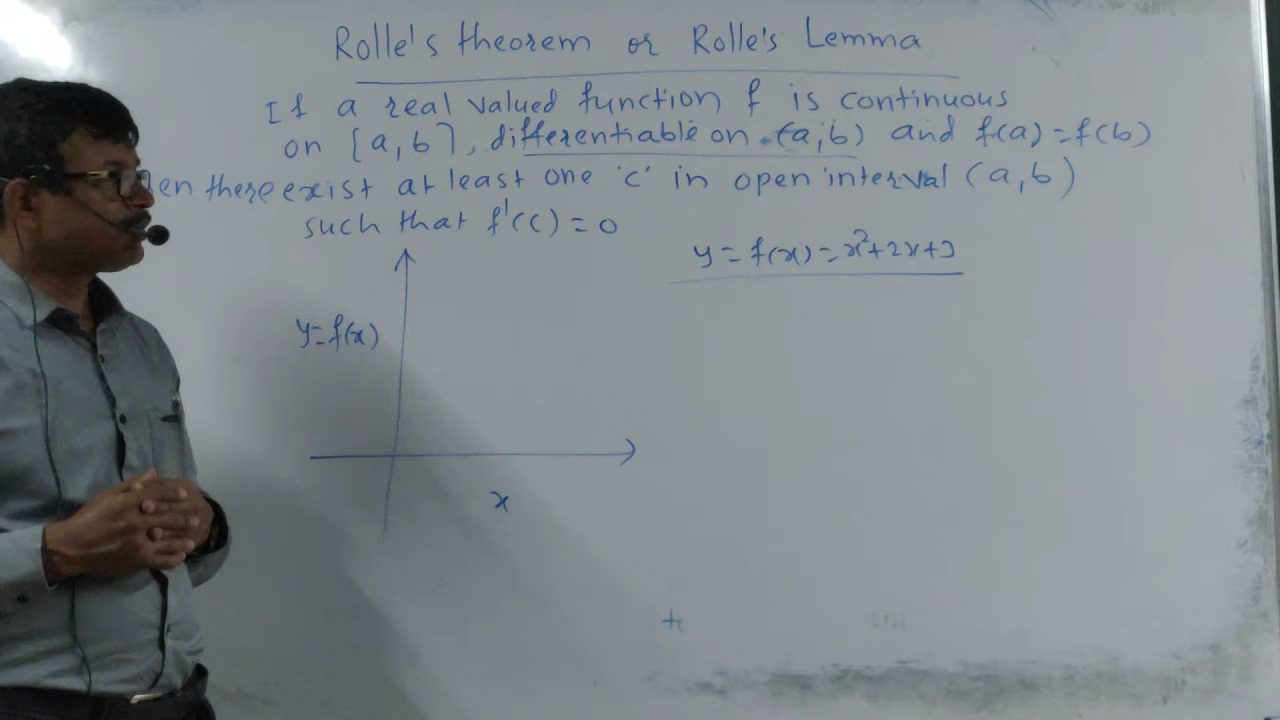 Rolle's theorem or Rolle's Lemma
If a real valued function f is continuous
on [a,b], differentiable on (a,b) and f(a)=f(b)
en there exist at least one 'c' in open interval (a,b)
such that f'(c)=0
y=f(x)=x²+2x+3
y=f(x)
x